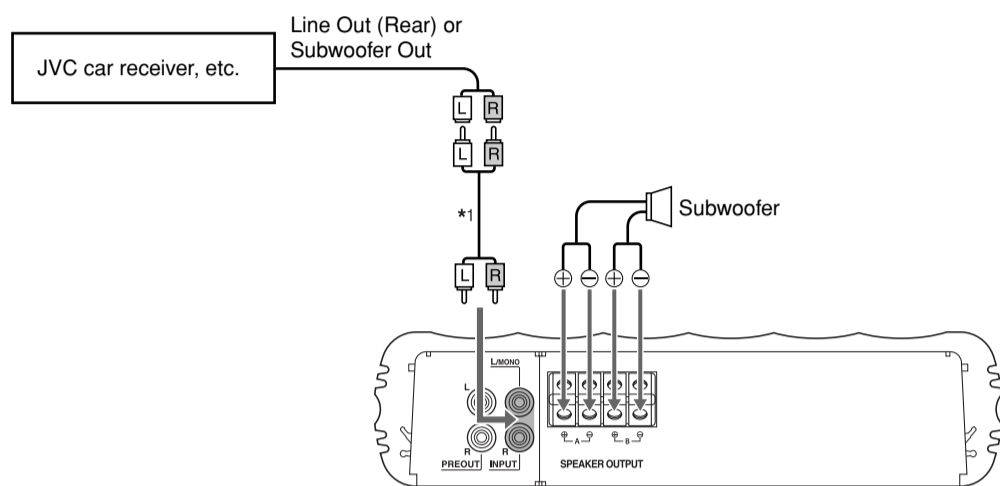 Line Out (Rear) or
Subwoofer Out
JVC car receiver, etc.
L R
L R
*1
Subwoofer
L R
⊕ ⊖ ⊕ ⊖
L/MONO
L
R R
PREOUT INPUT
⊕ A ⊖ ⊕ B ⊖
SPEAKER OUTPUT